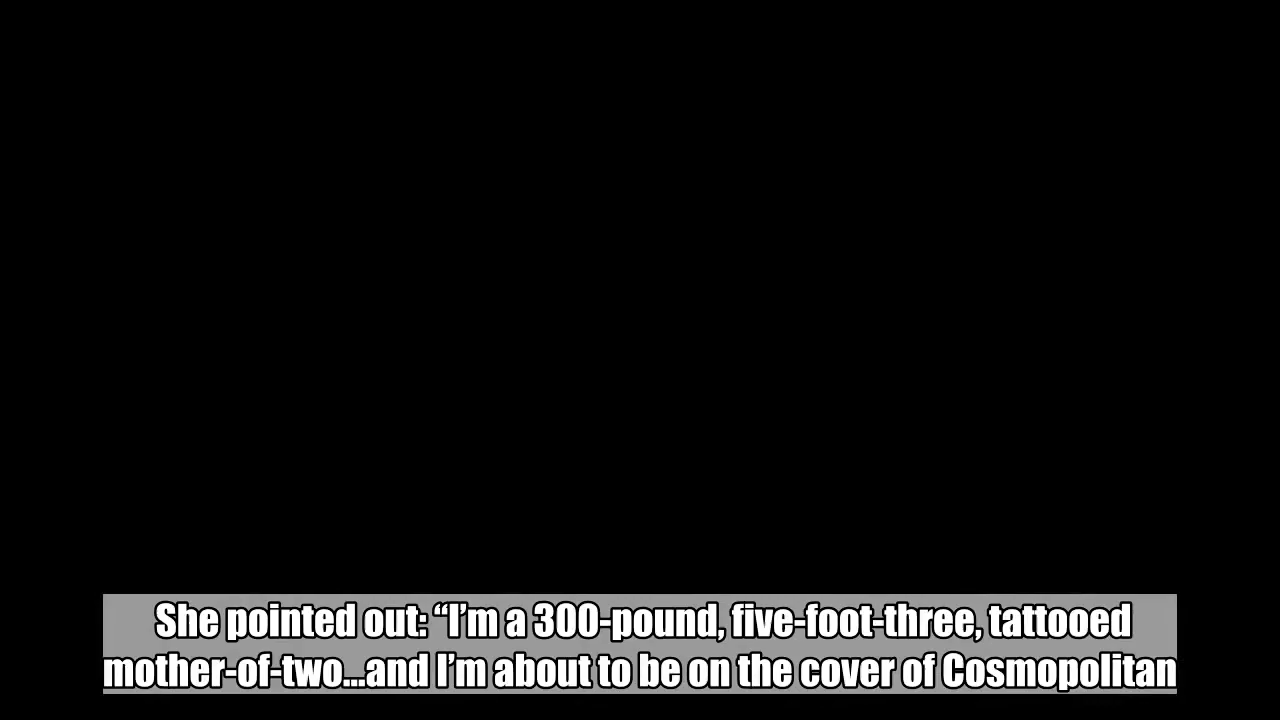 She pointed out: “I’m a 300-pound, five-foot-three, tattooed
mother-of-two...and I’m about to be on the cover of Cosmopolitan